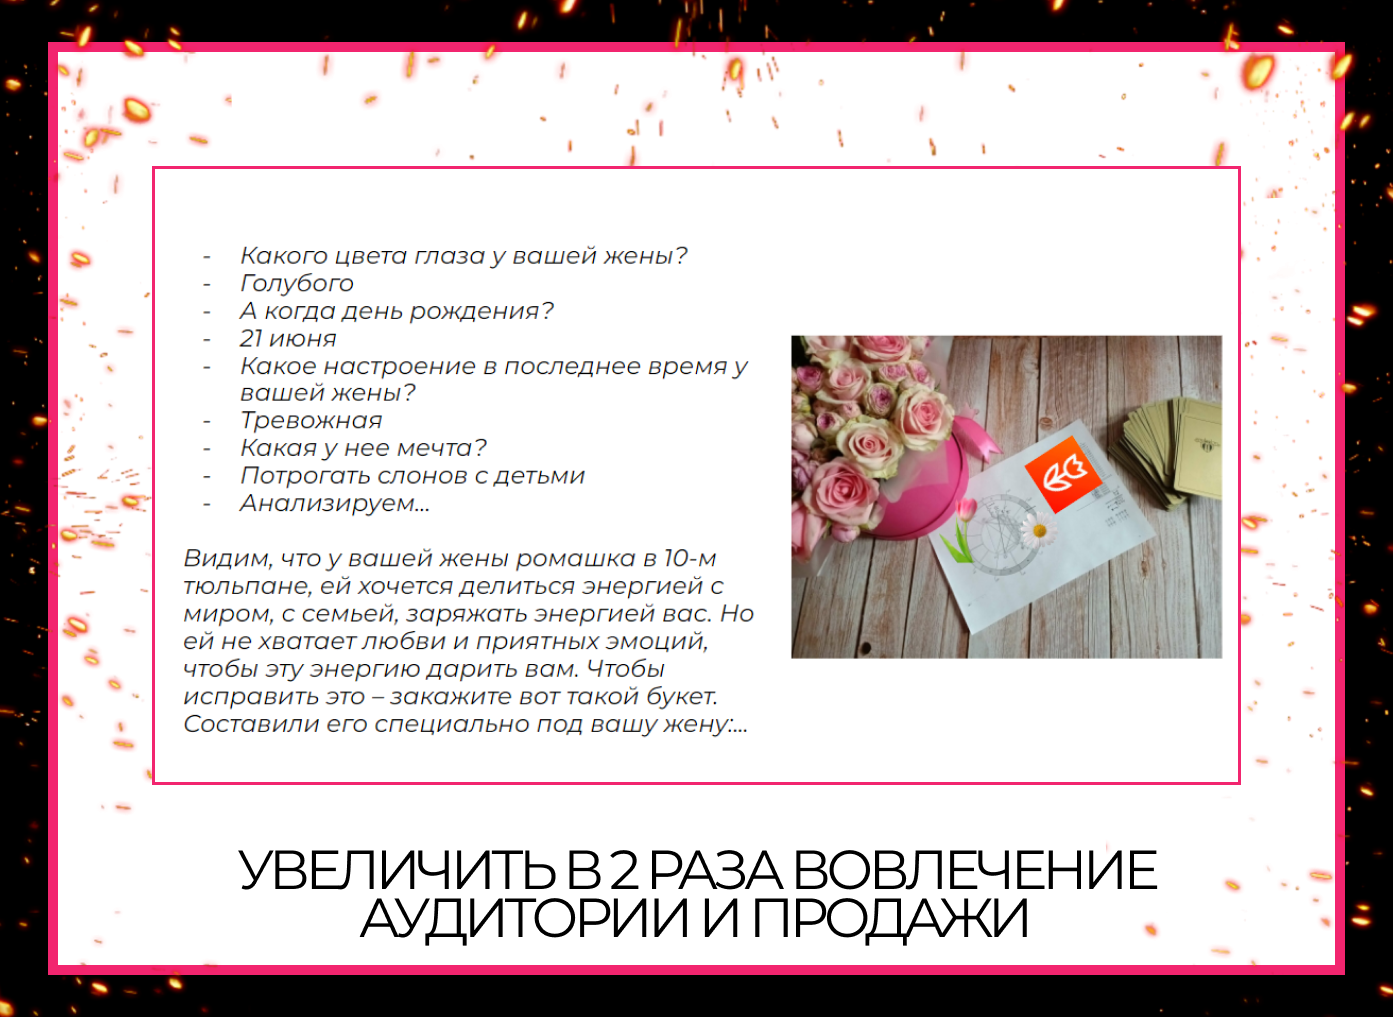 - Какого цвета глаза у вашей жены?
- Голубого
- А когда день рождения?
- 21 июня
- Какое настроение в последнее время у
вашей жены?
- Тревожная
- Какая у нее мечта?
- Потрогать слонов с детьми
- Анализируем...
Видим, что у вашей жены ромашка в 10-м
тюльпане, ей хочется делиться энергией с
миром, с семьей, заряжать энергией вас. Но
ей не хватает любви и приятных эмоций,
чтобы эту энергию дарить вам. Чтобы
исправить это – закажите вот такой букет.
Составили его специально под вашу жену:...
УВЕЛИЧИТЬ В 2 РАЗА ВОВЛЕЧЕНИЕ
АУДИТОРИИ И ПРОДАЖИ